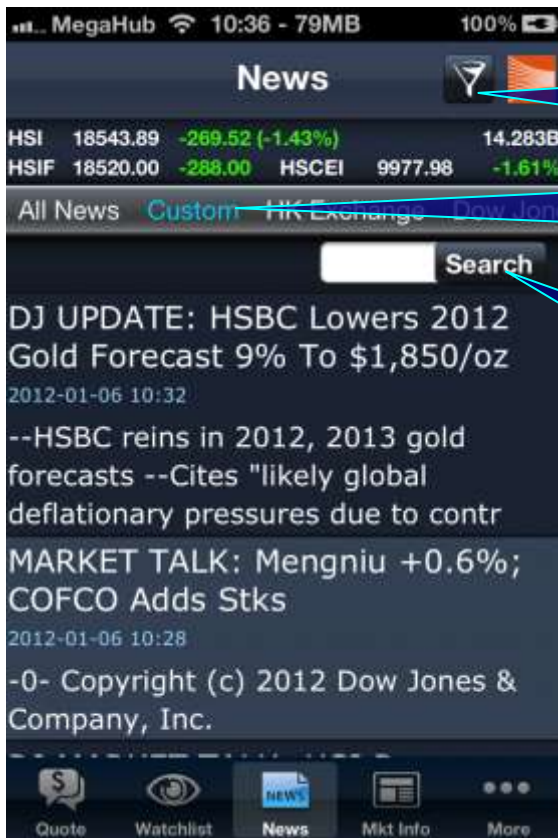 MegaHub 10:36 - 79MB 100%
News
HSI 18543.89 -269.52 (-1.43%) 14.283B
HSIF 18520.00 -288.00 HSCEI 9977.98 -1.61%
All News Custom HK Exchange Dow Jon
Search
DJ UPDATE: HSBC Lowers 2012
Gold Forecast 9% To $1,850/oz
2012-01-06 10:32
--HSBC reins in 2012, 2013 gold
forecasts --Cites "likely global
deflationary pressures due to contr
MARKET TALK: Mengniu +0.6%;
COFCO Adds Stks
2012-01-06 10:28
-0- Copyright (c) 2012 Dow Jones &
Company, Inc.
NEWS
Quote Watchlist News Mkt Info More